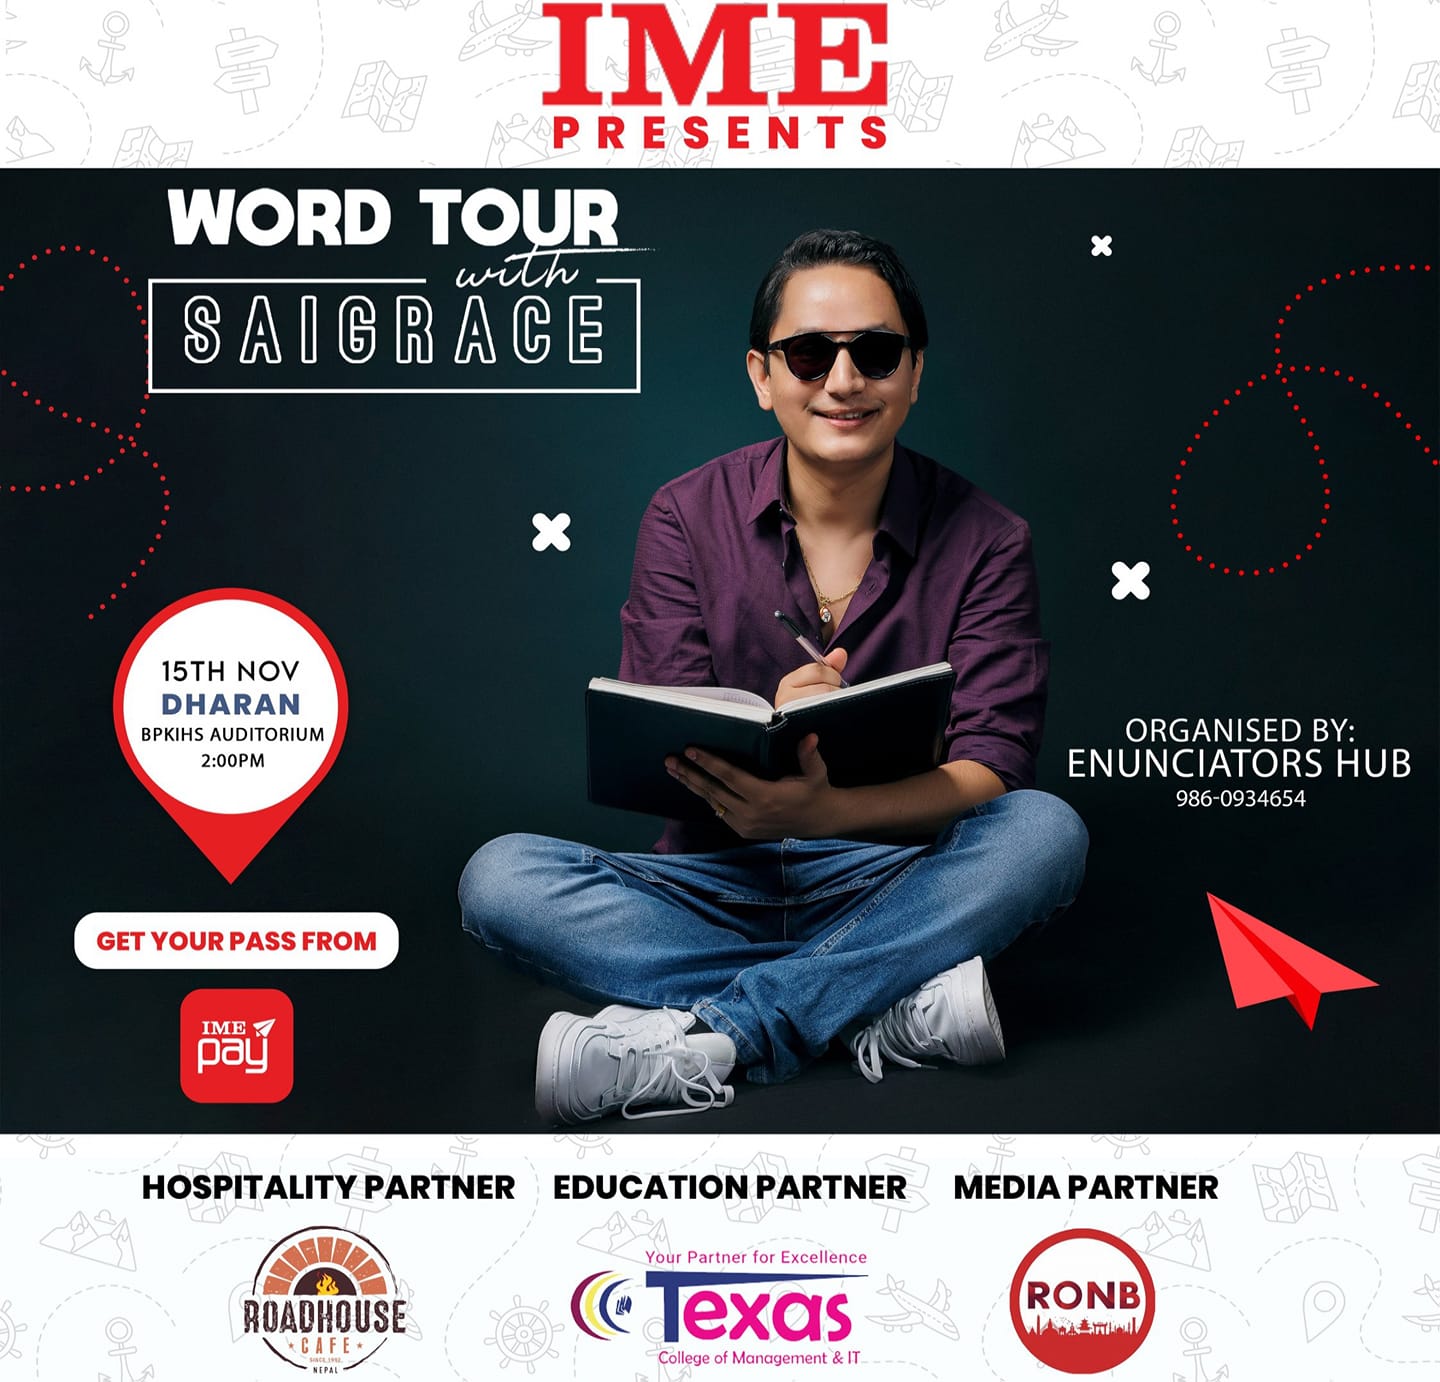 IME
PRESENTS
WORD TOUR
with
SAIGRACE
15TH NOV
DHARAN
BPKIHS AUDITORIUM
2:00PM
ORGANISED BY:
ENUNCIATORS HUB
986-0934654
GET YOUR PASS FROM
IME
pay
HOSPITALITY PARTNER
EDUCATION PARTNER
MEDIA PARTNER
ROADHOUSE
CAFE
SINCE, 1992.
NEPAL
Your Partner for Excellence
Texas
College of Management & IT
RONB